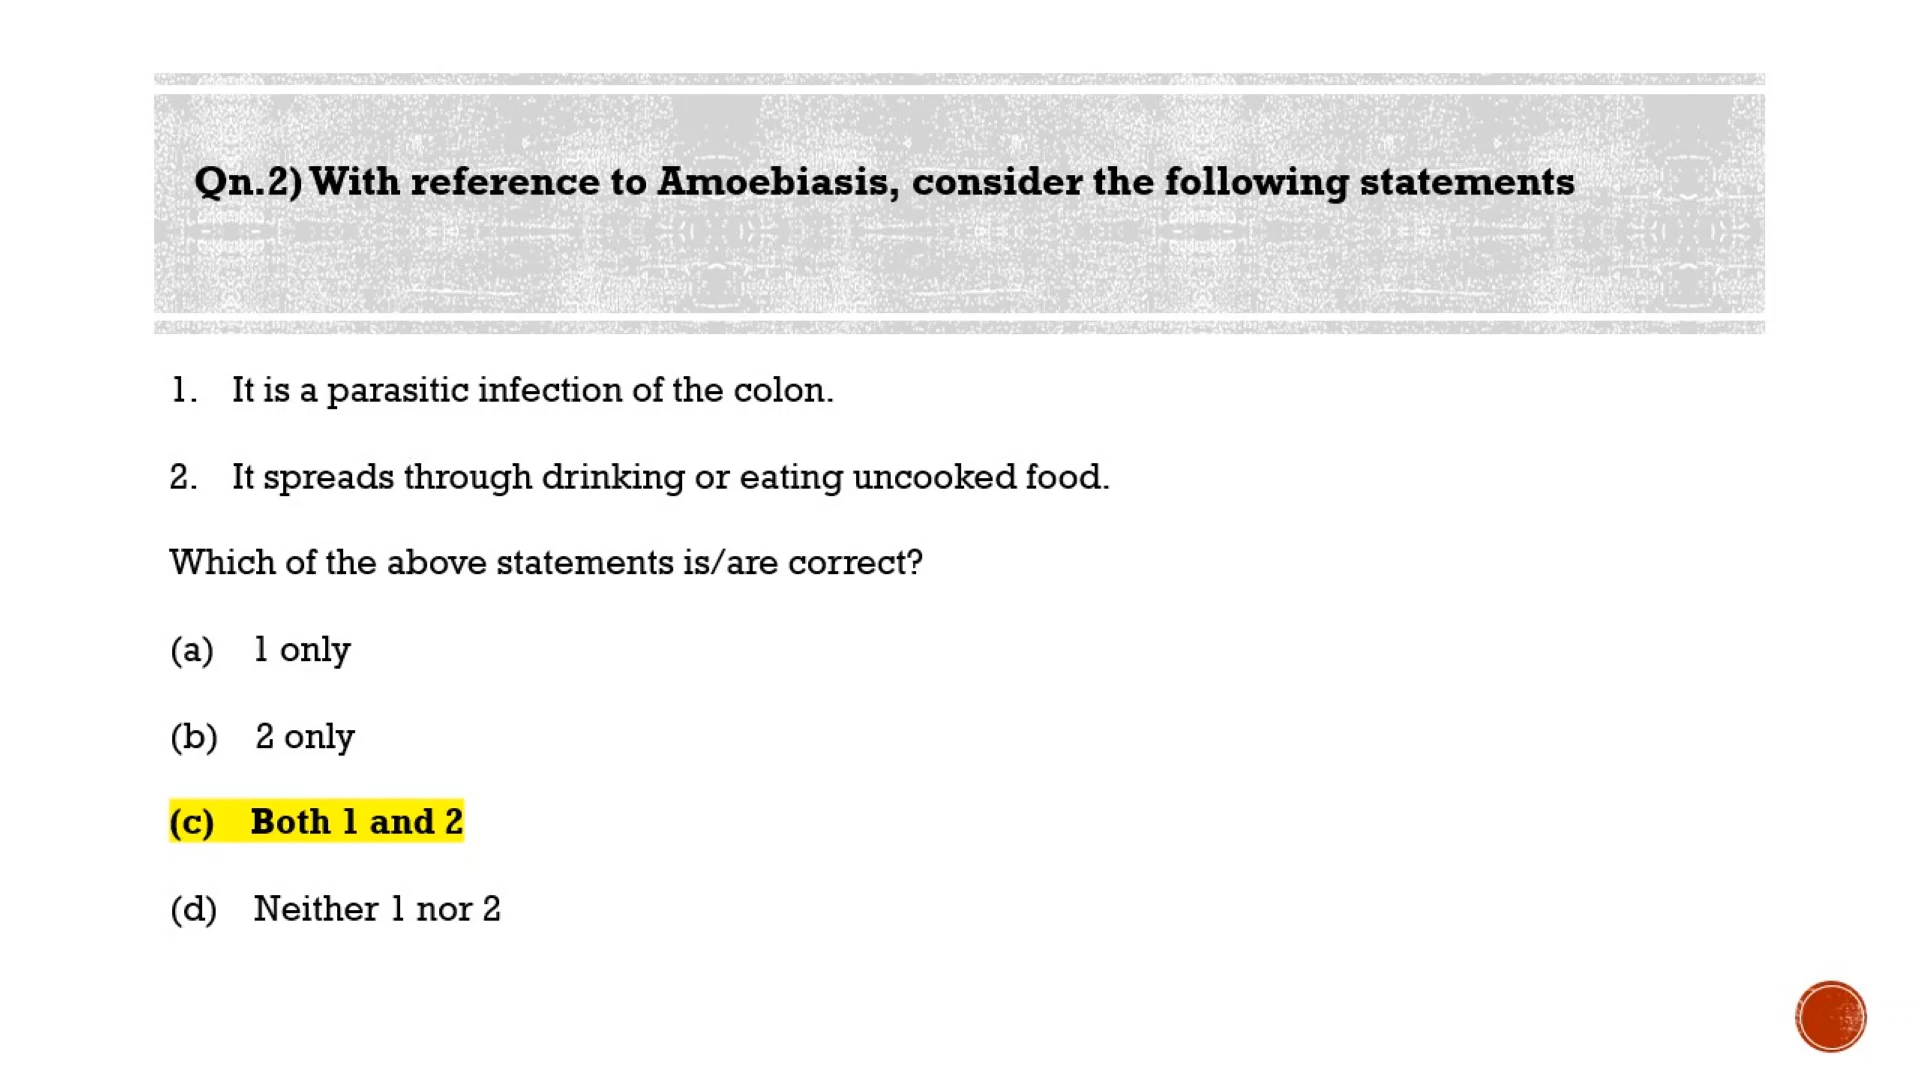 Qn.2) With reference to Amoebiasis, consider the following statements
1. It is a parasitic infection of the colon.
2. It spreads through drinking or eating uncooked food.
Which of the above statements is/are correct?
(a) 1 only
(b) 2 only
(c) Both 1 and 2
(d) Neither 1 nor 2